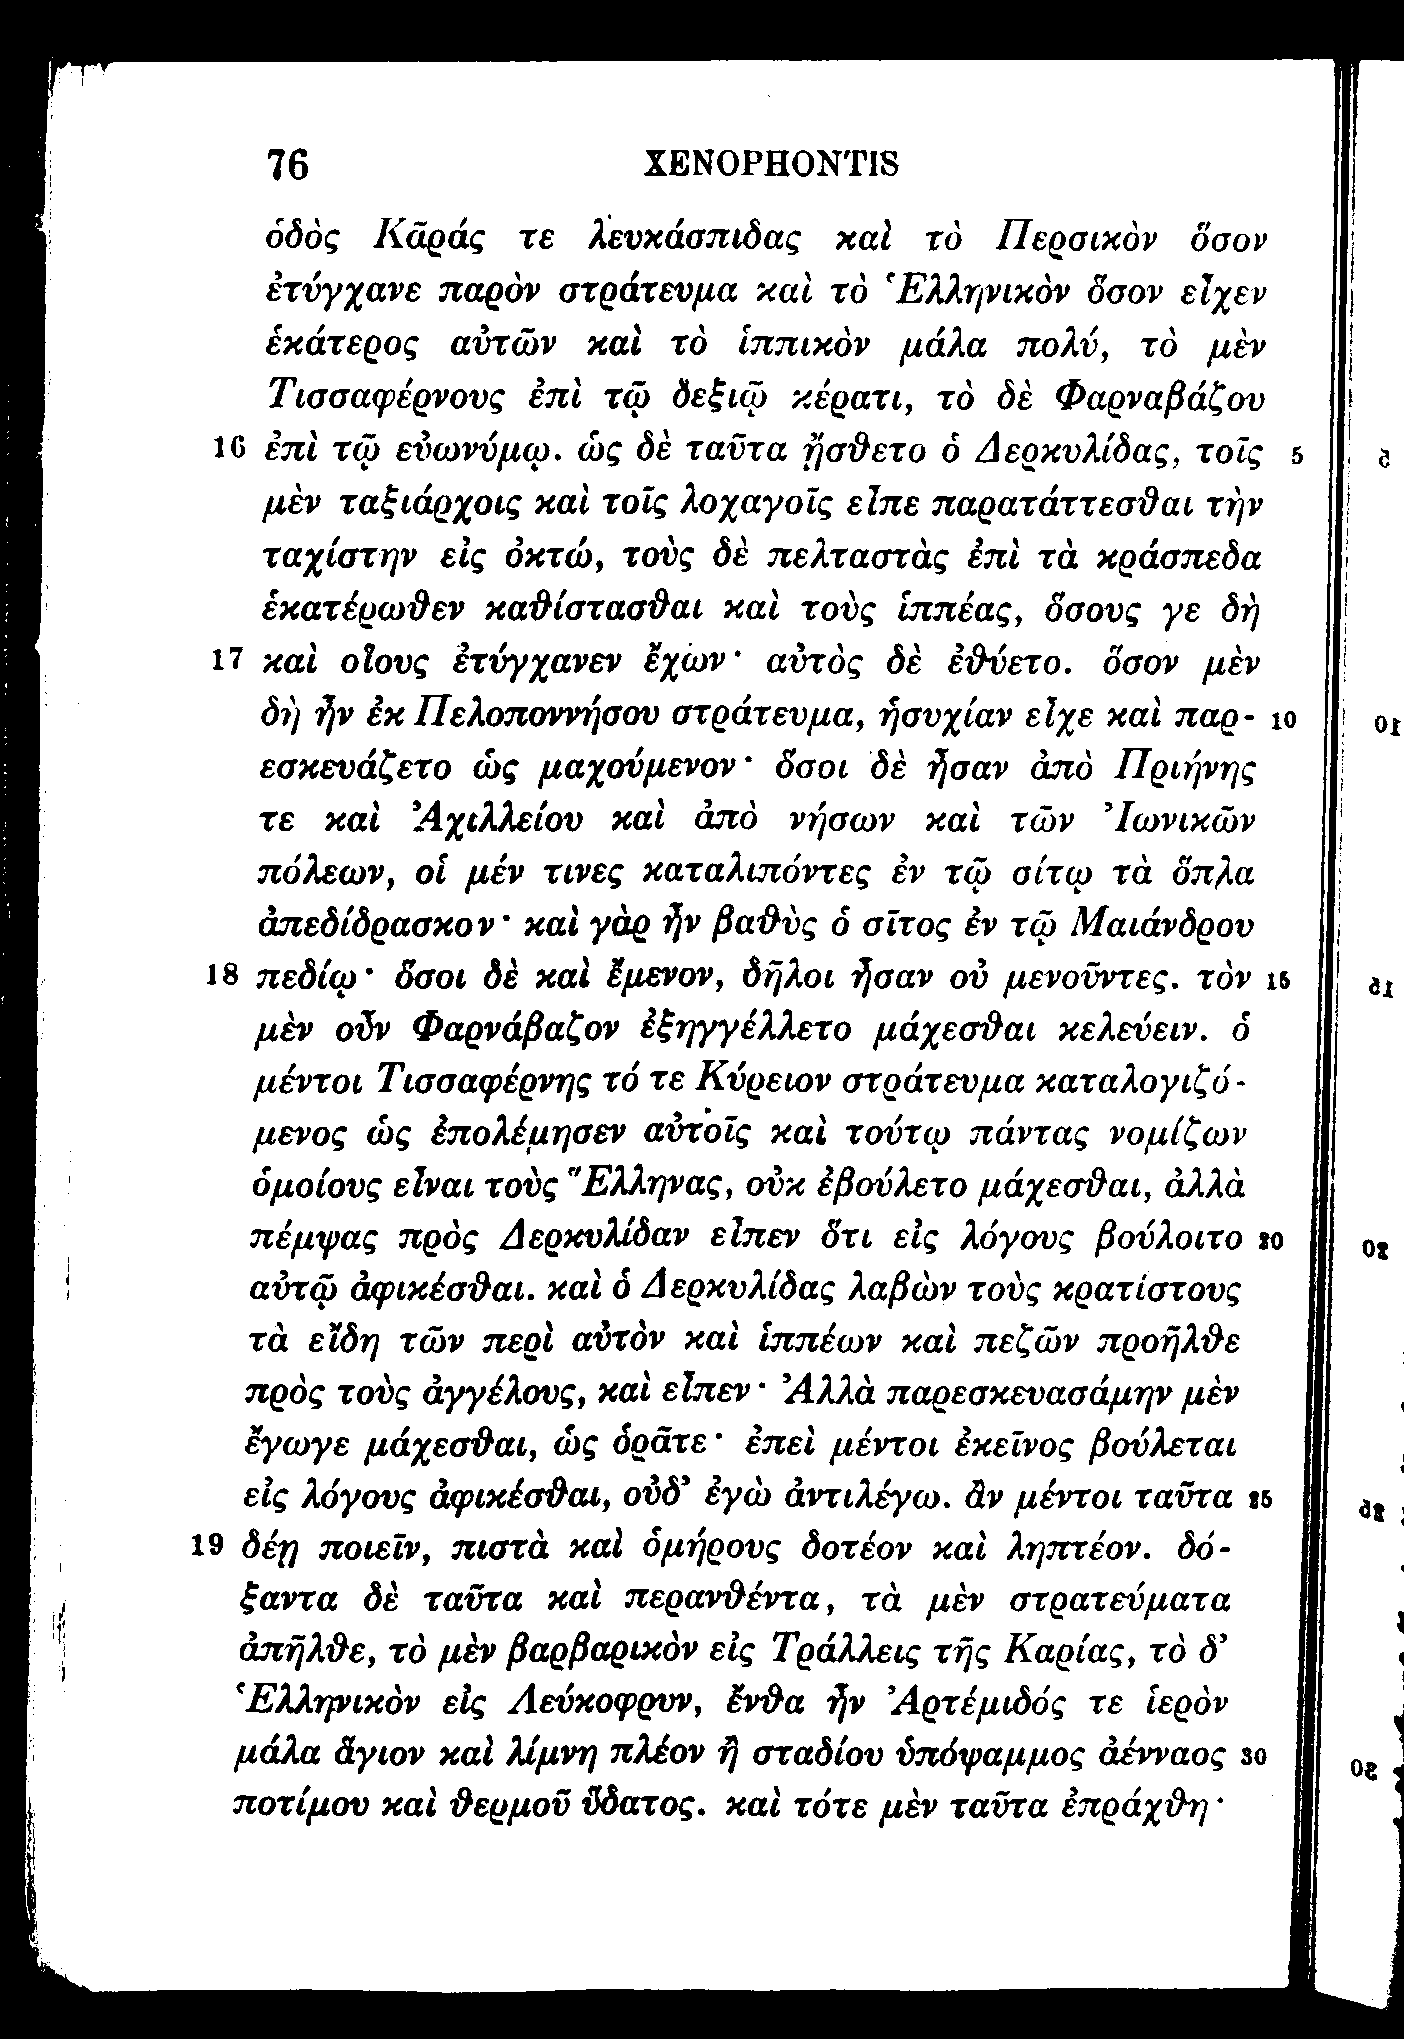 76 XENOPHONTIS
ὁδὸς Κᾶράς τε λευκάσπιδας καὶ τὸ Περσικὸν ὅσον
ἐτύγχανε παρὸν στράτευμα καὶ τὸ Ἑλληνικὸν ὅσον εἶχεν
ἑκάτερος αὐτῶν καὶ τὸ ἱππικὸν μάλα πολύ, τὸ μὲν
Τισσαφέρνους ἐπὶ τῷ δεξιῷ κέρατι, τὸ δὲ Φαρναβάζου
16 ἐπὶ τῷ εὐωνύμῳ. ὡς δὲ ταῦτα ᾔσθετο ὁ Δερκυλίδας, τοῖς 5
μὲν ταξιάρχοις καὶ τοῖς λοχαγοῖς εἶπε παρατάττεσθαι τὴν
ταχίστην εἰς ὀκτώ, τοὺς δὲ πελταστὰς ἐπὶ τὰ κράσπεδα
ἑκατέρωθεν καθίστασθαι καὶ τοὺς ἱππέας, ὅσους γε δὴ
17 καὶ οἵους ἐτύγχανεν ἔχων· αὐτὸς δὲ ἐθύετο. ὅσον μὲν
δὴ ἦν ἐκ Πελοποννήσου στράτευμα, ἡσυχίαν εἶχε καὶ παρ- 10
εσκευάζετο ὡς μαχούμενον· ὅσοι δὲ ἦσαν ἀπὸ Πριήνης
τε καὶ Ἀχιλλείου καὶ ἀπὸ νήσων καὶ τῶν Ἰωνικῶν
πόλεων, οἱ μέν τινες καταλιπόντες ἐν τῷ σίτῳ τὰ ὅπλα
ἀπεδίδρασκον· καὶ γὰρ ἦν βαθὺς ὁ σῖτος ἐν τῷ Μαιάνδρου
18 πεδίῳ· ὅσοι δὲ καὶ ἔμενον, δῆλοι ἦσαν οὐ μενοῦντες. τὸν 15
μὲν οὖν Φαρνάβαζον ἐξηγγέλλετο μάχεσθαι κελεύειν. ὁ
μέντοι Τισσαφέρνης τό τε Κύρειον στράτευμα καταλογιζό-
μενος ὡς ἐπολέμησεν αὐτοῖς καὶ τούτῳ πάντας νομίζων
ὁμοίους εἶναι τοὺς Ἕλληνας, οὐκ ἐβούλετο μάχεσθαι, ἀλλὰ
πέμψας πρὸς Δερκυλίδαν εἶπεν ὅτι εἰς λόγους βούλοιτο 20
αὐτῷ ἀφικέσθαι. καὶ ὁ Δερκυλίδας λαβὼν τοὺς κρατίστους
τὰ εἴδη τῶν περὶ αὐτὸν καὶ ἱππέων καὶ πεζῶν προῆλθε
πρὸς τοὺς ἀγγέλους, καὶ εἶπεν· Ἀλλὰ παρεσκευασάμην μὲν
ἔγωγε μάχεσθαι, ὡς ὁρᾶτε· ἐπεὶ μέντοι ἐκεῖνος βούλεται
εἰς λόγους ἀφικέσθαι, οὐδ’ ἐγὼ ἀντιλέγω. ἂν μέντοι ταῦτα 25
19 δέῃ ποιεῖν, πιστὰ καὶ ὁμήρους δοτέον καὶ ληπτέον. δό-
ξαντα δὲ ταῦτα καὶ περανθέντα, τὰ μὲν στρατεύματα
ἀπῆλθε, τὸ μὲν βαρβαρικὸν εἰς Τράλλεις τῆς Καρίας, τὸ δ’
Ἑλληνικὸν εἰς Λεύκοφρυν, ἔνθα ἦν Ἀρτέμιδός τε ἱερὸν
μάλα ἅγιον καὶ λίμνη πλέον ἢ σταδίου ὑπόψαμμος ἀένναος 30
ποτίμου καὶ θερμοῦ ὕδατος. καὶ τότε μὲν ταῦτα ἐπράχθη·